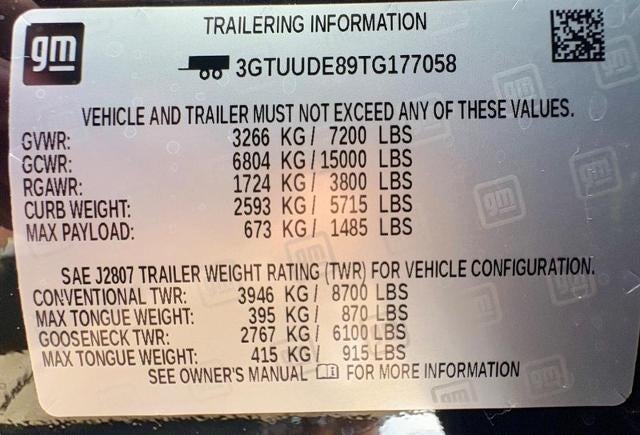 gm
TRAILERING INFORMATION
3GTUUDE89TG177058
VEHICLE AND TRAILER MUST NOT EXCEED ANY OF THESE VALUES.
GVWR: 3266 KG / 7200 LBS
GCWR: 6804 KG / 15000 LBS
RGAWR: 1724 KG / 3800 LBS
CURB WEIGHT: 2593 KG / 5715 LBS
MAX PAYLOAD: 673 KG / 1485 LBS
SAE J2807 TRAILER WEIGHT RATING (TWR) FOR VEHICLE CONFIGURATION.
CONVENTIONAL TWR: 3946 KG / 8700 LBS
MAX TONGUE WEIGHT: 395 KG / 870 LBS
GOOSENECK TWR: 2767 KG / 6100 LBS
MAX TONGUE WEIGHT: 415 KG / 915 LBS
SEE OWNER'S MANUAL FOR MORE INFORMATION